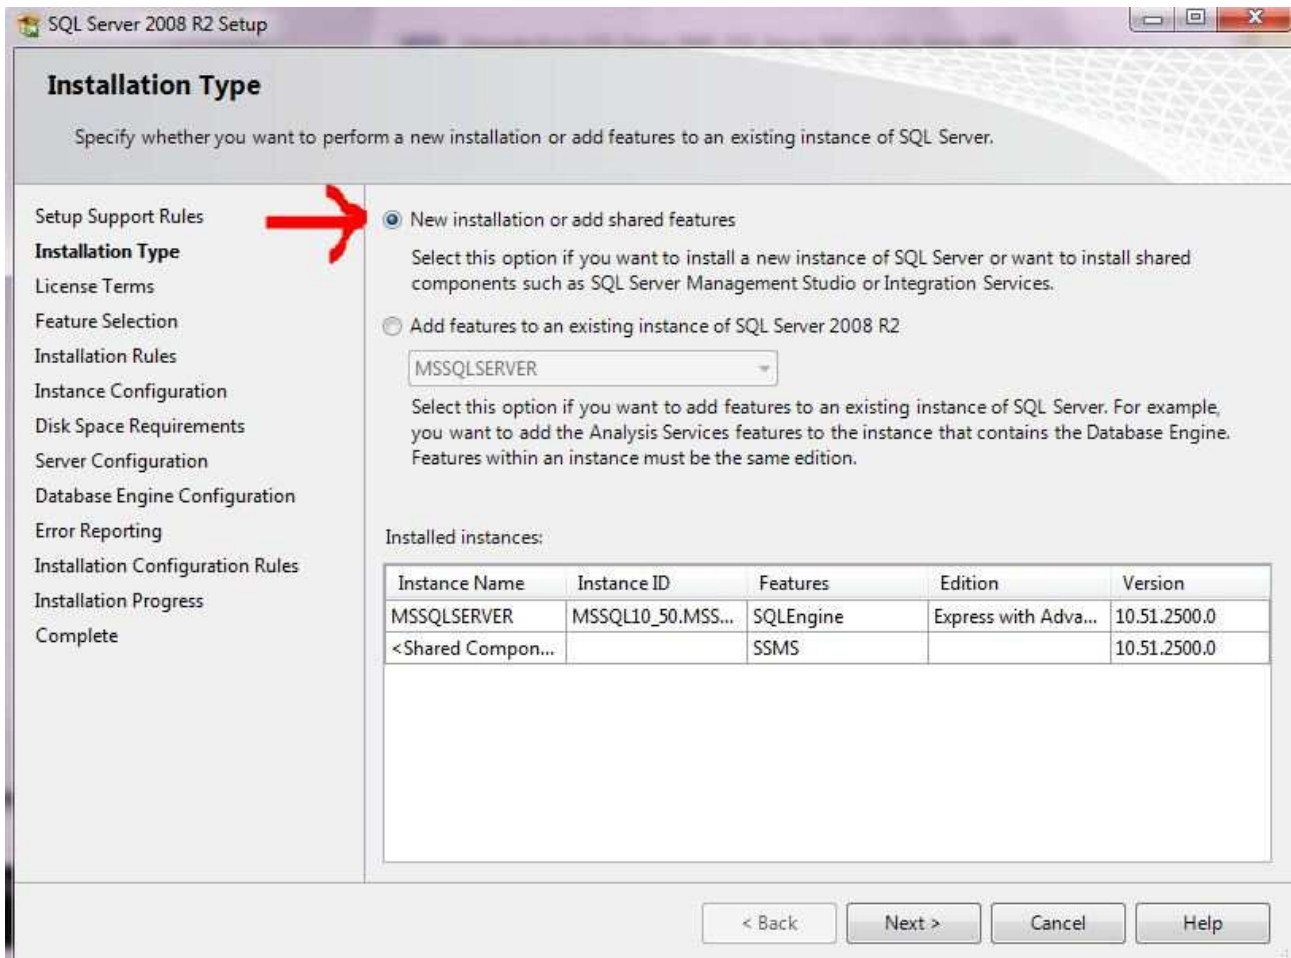 SQL Server 2008 R2 Setup
Installation Type
Specify whether you want to perform a new installation or add features to an existing instance of SQL Server.
Setup Support Rules
Installation Type
License Terms
Feature Selection
Installation Rules
Instance Configuration
Disk Space Requirements
Server Configuration
Database Engine Configuration
Error Reporting
Installation Configuration Rules
Installation Progress
Complete
New installation or add shared features
Select this option if you want to install a new instance of SQL Server or want to install shared
components such as SQL Server Management Studio or Integration Services.
Add features to an existing instance of SQL Server 2008 R2
MSSQLSERVER
Select this option if you want to add features to an existing instance of SQL Server. For example,
you want to add the Analysis Services features to the instance that contains the Database Engine.
Features within an instance must be the same edition.
Installed instances:
Instance Name Instance ID Features Edition Version
MSSQLSERVER MSSQL10_50.MSS... SQLEngine Express with Adva... 10.51.2500.0
<Shared Compon... SSMS 10.51.2500.0
< Back Next > Cancel Help